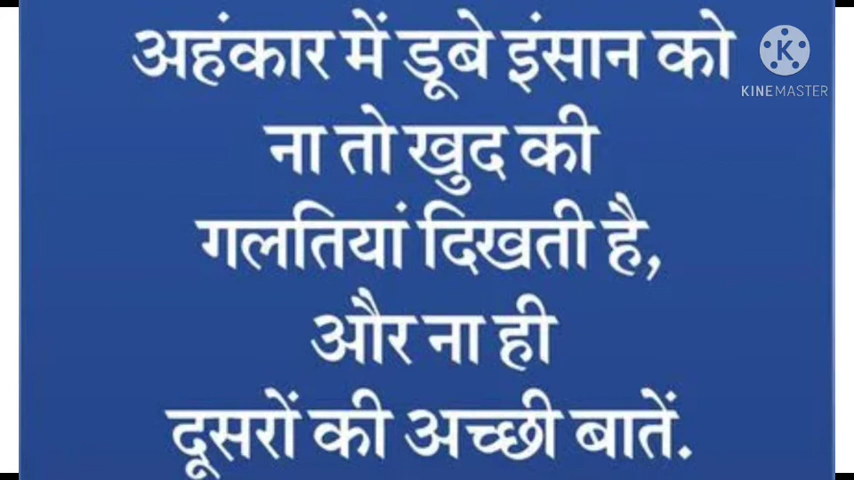 अहंकार में डूबे इंसान को
KINEMASTER
ना तो खुद की
गलतियां दिखती है,
और ना ही
दूसरों की अच्छी बातें.